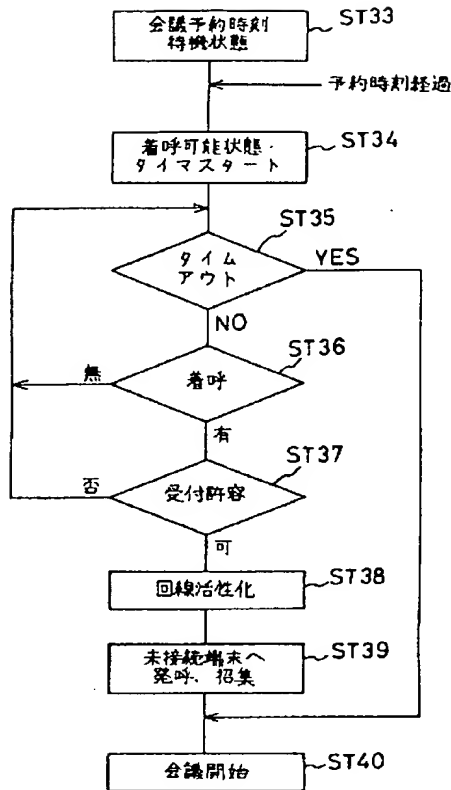 会議予約時刻
待機状態
ST33
予約時刻経過
着呼可能状態・
タイマスタート
ST34
ST35
タイム
アウト
YES
NO
ST36
着呼
無
有
ST37
受付許容
否
可
回線活性化
ST38
未接続端末へ
発呼、招集
ST39
会議開始
ST40